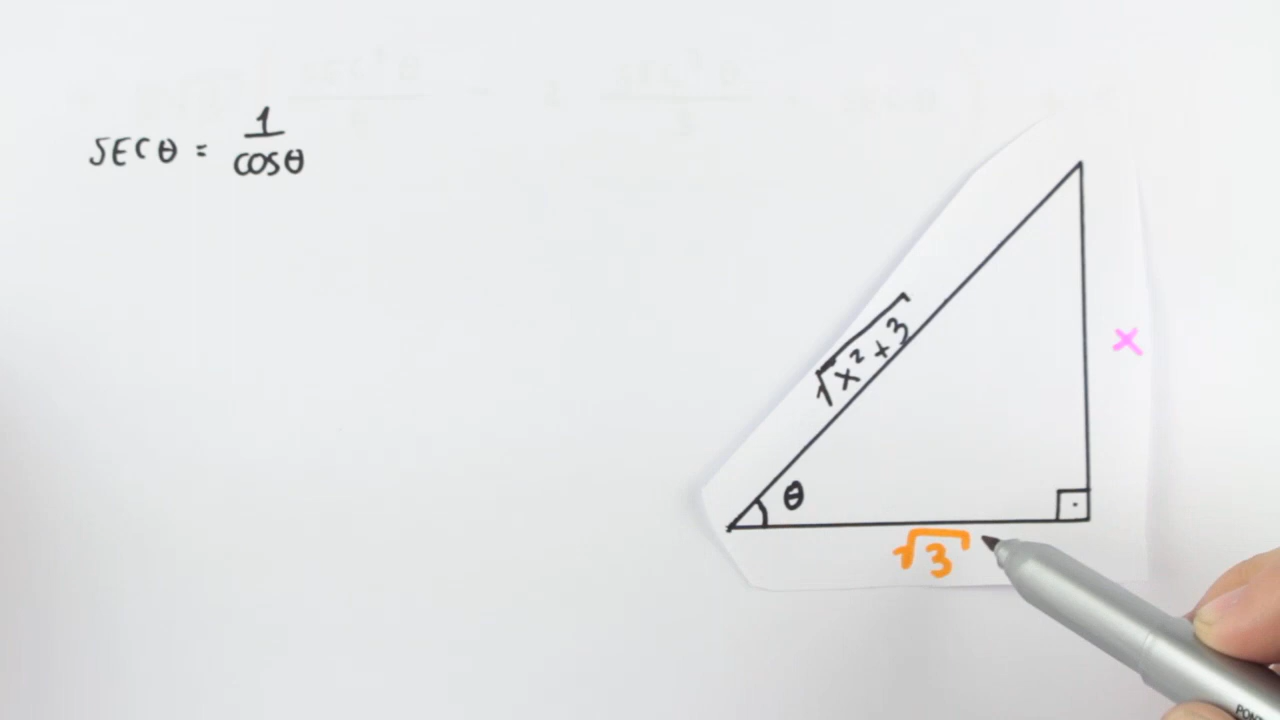 SECθ = 1/cosθ
√x²+3
x
θ
√3